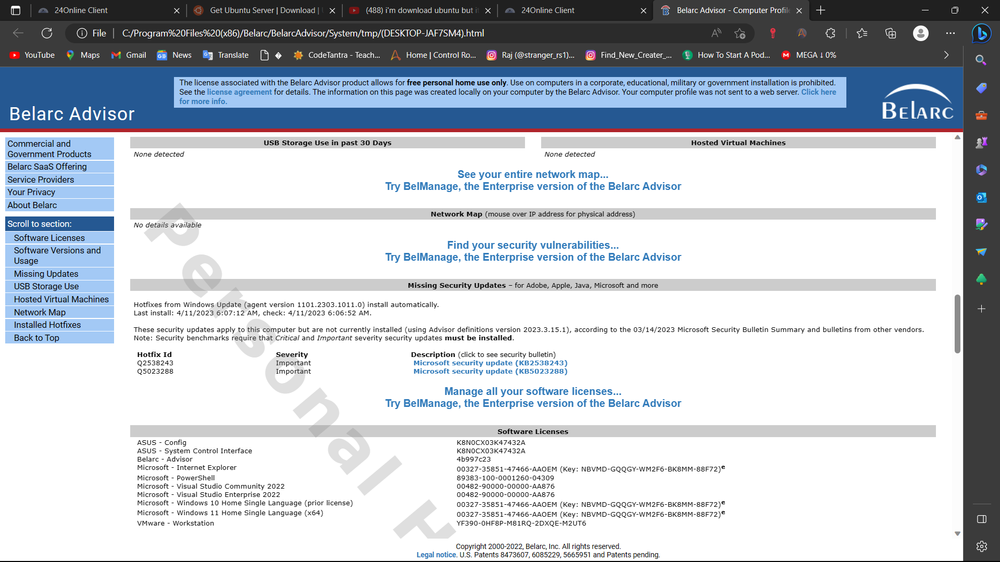 24Online Client
Get Ubuntu Server | Download |
(488) i'm download ubuntu but i
24Online Client
Belarc Advisor - Computer Profile
File
C:/Program%20Files%20(x86)/Belarc/BelarcAdvisor/System/tmp/(DESKTOP-JAF7SM4).html
YouTube
Maps
Gmail
News
Translate
CodeTantra - Teach...
Home | Control Ro...
Raj (@stranger_rs1)...
Find_New_Creater_...
How To Start A Pod...
MEGA ↓ 0%
The license associated with the Belarc Advisor product allows for free personal home use only. Use on computers in a corporate, educational, military or government installation is prohibited.
See the license agreement for details. The information on this page was created locally on your computer by the Belarc Advisor. Your computer profile was not sent to a web server. Click here
for more info.
Belarc Advisor
BELARC
Commercial and
Government Products
Belarc SaaS Offering
Service Providers
Your Privacy
About Belarc
Scroll to section:
Software Licenses
Software Versions and
Usage
Missing Updates
USB Storage Use
Hosted Virtual Machines
Network Map
Installed Hotfixes
Back to Top
USB Storage Use in past 30 Days
None detected
Hosted Virtual Machines
None detected
See your entire network map...
Try BelManage, the Enterprise version of the Belarc Advisor
Network Map (mouse over IP address for physical address)
No details available
Find your security vulnerabilities...
Try BelManage, the Enterprise version of the Belarc Advisor
Missing Security Updates – for Adobe, Apple, Java, Microsoft and more
Hotfixes from Windows Update (agent version 1101.2303.1011.0) install automatically.
Last install: 4/11/2023 6:07:12 AM, check: 4/11/2023 6:06:52 AM.
These security updates apply to this computer but are not currently installed (using Advisor definitions version 2023.3.15.1), according to the 03/14/2023 Microsoft Security Bulletin Summary and bulletins from other vendors.
Note: Security benchmarks require that Critical and Important severity security updates must be installed.
Hotfix Id Severity Description (click to see security bulletin)
Q2538243 Important Microsoft security update (KB2538243)
Q5023288 Important Microsoft security update (KB5023288)
Manage all your software licenses...
Try BelManage, the Enterprise version of the Belarc Advisor
Software Licenses
ASUS - Config K8N0CX03K47432A
ASUS - System Control Interface K8N0CX03K47432A
Belarc - Advisor 4b997c23
Microsoft - Internet Explorer 00327-35851-47466-AAOEM (Key: NBVMD-GQQGY-WM2F6-BK8MM-88F72)e
Microsoft - PowerShell 89383-100-0001260-04309
Microsoft - Visual Studio Community 2022 00482-90000-00000-AA876
Microsoft - Visual Studio Enterprise 2022 00482-90000-00000-AA876
Microsoft - Windows 10 Home Single Language (prior license) 00327-35851-47466-AAOEM (Key: NBVMD-GQQGY-WM2F6-BK8MM-88F72)e
Microsoft - Windows 11 Home Single Language (x64) 00327-35851-47466-AAOEM (Key: NBVMD-GQQGY-WM2F6-BK8MM-88F72)e
VMware - Workstation YF390-0HF8P-M81RQ-2DXQE-M2UT6
Personal H
Copyright 2000-2022, Belarc, Inc. All rights reserved.
Legal notice. U.S. Patents 8473607, 6085229, 5665951 and Patents pending.